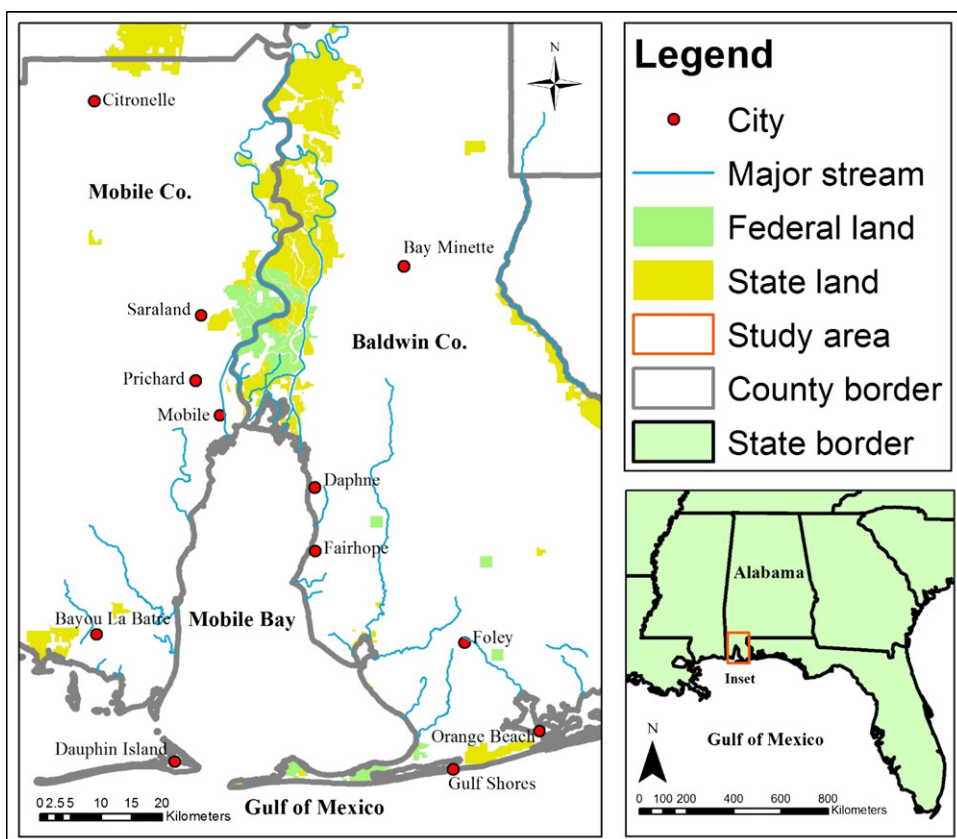 N
Citronelle
Mobile Co.
Bay Minette
Saraland
Baldwin Co.
Prichard
Mobile
Daphne
Fairhope
Bayou La Batre
Mobile Bay
Foley
Orange Beach
Dauphin Island
Gulf Shores
Gulf of Mexico
0 2.5 5 10 15 20
Kilometers
Legend
City
Major stream
Federal land
State land
Study area
County border
State border
Alabama
Inset
N
Gulf of Mexico
0 100 200 400 600 800
Kilometers